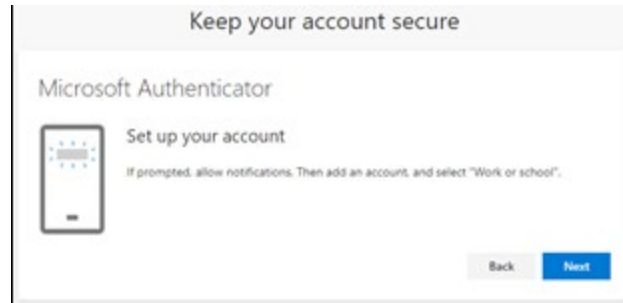 Keep your account secure
Microsoft Authenticator
Set up your account
If prompted, allow notifications. Then add an account, and select "Work or school".
Back
Next